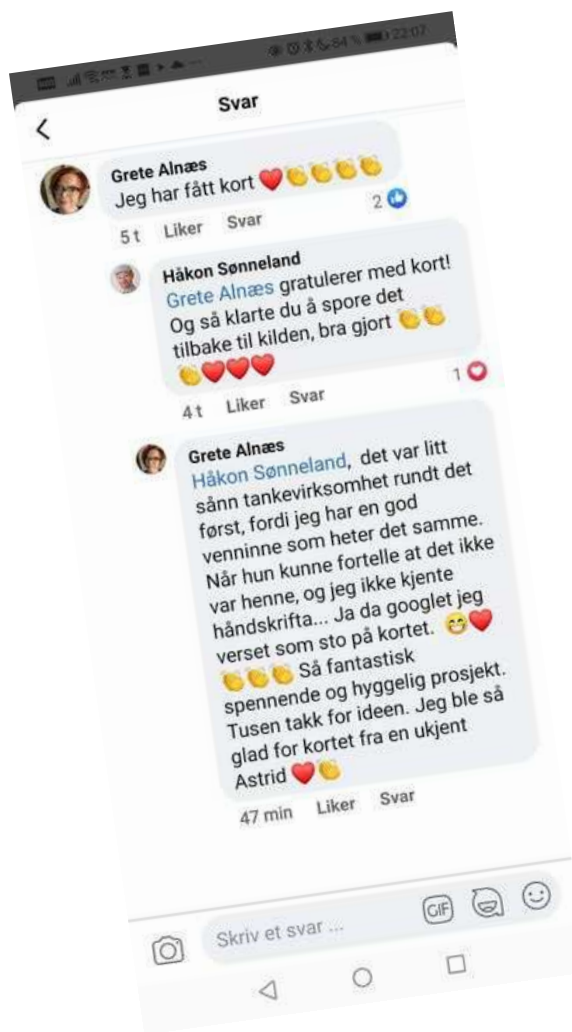 84 % 22:07
Svar
Grete Alnæs
Jeg har fått kort ❤️👏👏👏👏
5 t Liker Svar 2
Håkon Sønneland
Grete Alnæs gratulerer med kort!
Og så klarte du å spore det
tilbake til kilden, bra gjort 👏👏
👏❤️❤️❤️
4 t Liker Svar 1
Grete Alnæs
Håkon Sønneland, det var litt
sånn tankevirksomhet rundt det
først, fordi jeg har en god
venninne som heter det samme.
Når hun kunne fortelle at det ikke
var henne, og jeg ikke kjente
håndskrifta... Ja da googlet jeg
verset som sto på kortet. 😁❤️
👏👏👏 Så fantastisk
spennende og hyggelig prosjekt.
Tusen takk for ideen. Jeg ble så
glad for kortet fra en ukjent
Astrid ❤️👏
47 min Liker Svar
Skriv et svar ...
GIF